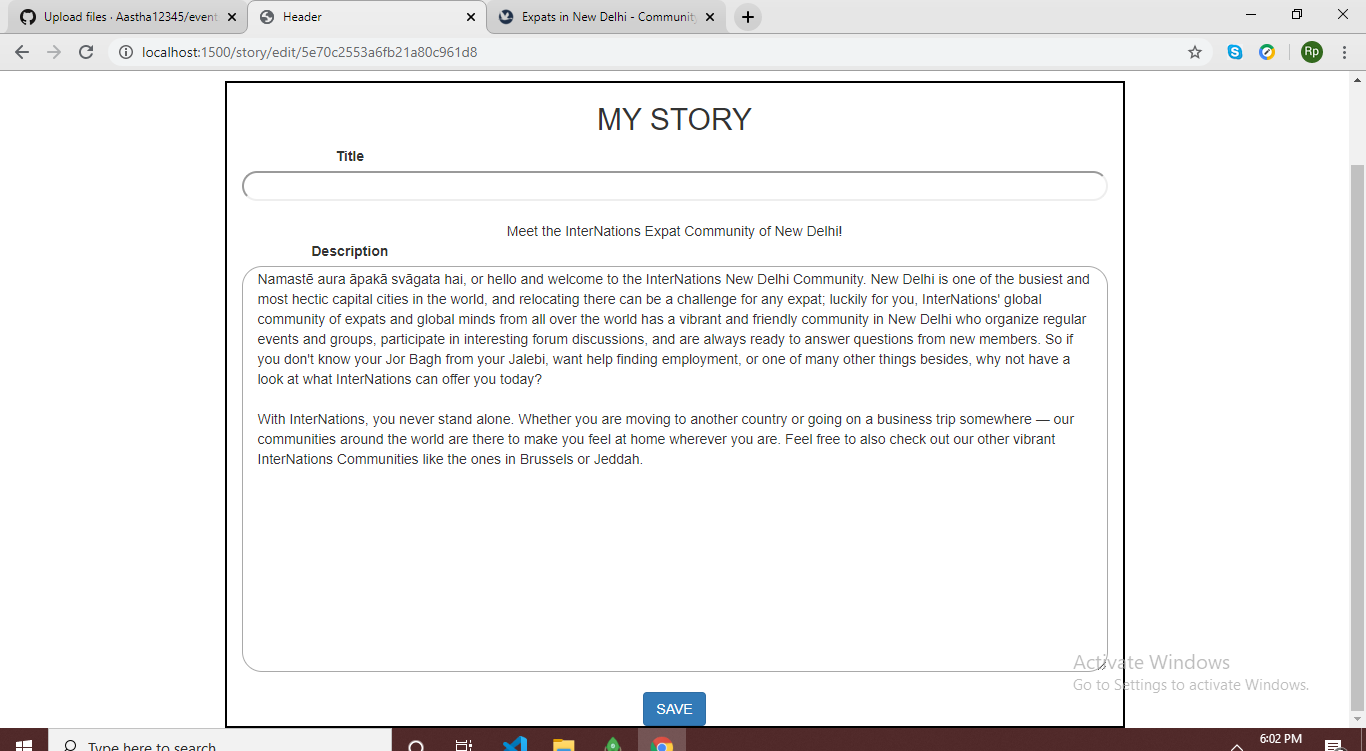 Upload files · Aastha12345/event
Header
Expats in New Delhi - Communit
localhost:1500/story/edit/5e70c2553a6fb21a80c961d8
Rp
MY STORY
Title
Meet the InterNations Expat Community of New Delhi!
Description
Namastē aura āpakā svāgata hai, or hello and welcome to the InterNations New Delhi Community. New Delhi is one of the busiest and
most hectic capital cities in the world, and relocating there can be a challenge for any expat; luckily for you, InterNations' global
community of expats and global minds from all over the world has a vibrant and friendly community in New Delhi who organize regular
events and groups, participate in interesting forum discussions, and are always ready to answer questions from new members. So if
you don't know your Jor Bagh from your Jalebi, want help finding employment, or one of many other things besides, why not have a
look at what InterNations can offer you today?
With InterNations, you never stand alone. Whether you are moving to another country or going on a business trip somewhere — our
communities around the world are there to make you feel at home wherever you are. Feel free to also check out our other vibrant
InterNations Communities like the ones in Brussels or Jeddah.
Activate Windows
Go to Settings to activate Windows.
SAVE
Type here to search
6:02 PM